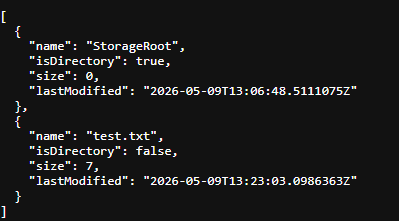 [
  {
    "name": "StorageRoot",
    "isDirectory": true,
    "size": 0,
    "lastModified": "2026-05-09T13:06:48.5111075Z"
  },
  {
    "name": "test.txt",
    "isDirectory": false,
    "size": 7,
    "lastModified": "2026-05-09T13:23:03.0986363Z"
  }
]